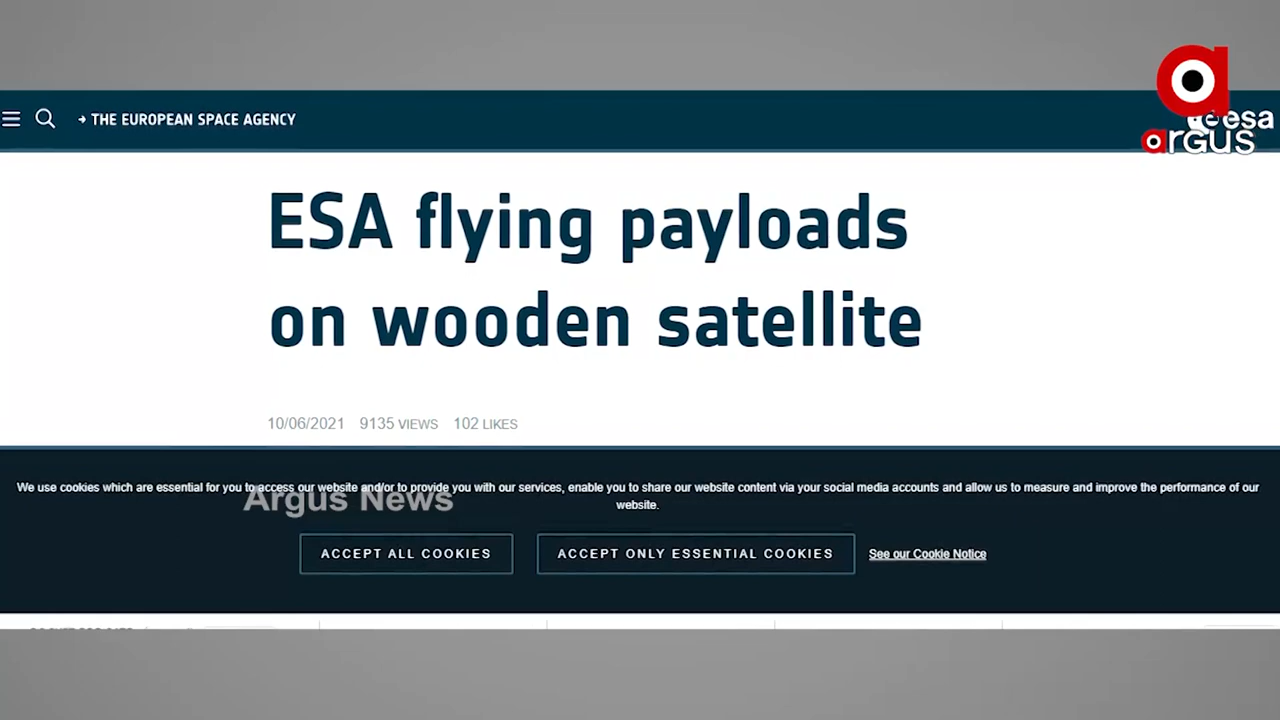 → THE EUROPEAN SPACE AGENCY
esa
argus
ESA flying payloads
on wooden satellite
10/06/2021 9135 VIEWS 102 LIKES
We use cookies which are essential for you to access our website and/or to provide you with our services, enable you to share our website content via your social media accounts and allow us to measure and improve the performance of our
website.
Argus News
ACCEPT ALL COOKIES ACCEPT ONLY ESSENTIAL COOKIES See our Cookie Notice